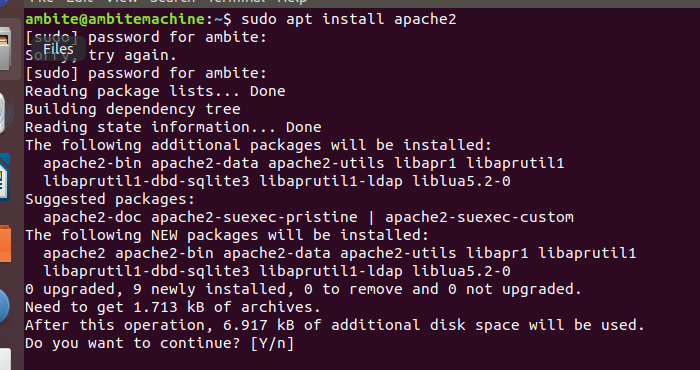 File Edit View Search Terminal Help
ambite@ambitemachine:~$ sudo apt install apache2
[sudo] password for ambite:
Files
Sorry, try again.
[sudo] password for ambite:
Reading package lists... Done
Building dependency tree
Reading state information... Done
The following additional packages will be installed:
  apache2-bin apache2-data apache2-utils libapr1 libaprutil1
  libaprutil1-dbd-sqlite3 libaprutil1-ldap liblua5.2-0
Suggested packages:
  apache2-doc apache2-suexec-pristine | apache2-suexec-custom
The following NEW packages will be installed:
  apache2 apache2-bin apache2-data apache2-utils libapr1 libaprutil1
  libaprutil1-dbd-sqlite3 libaprutil1-ldap liblua5.2-0
0 upgraded, 9 newly installed, 0 to remove and 0 not upgraded.
Need to get 1.713 kB of archives.
After this operation, 6.917 kB of additional disk space will be used.
Do you want to continue? [Y/n]